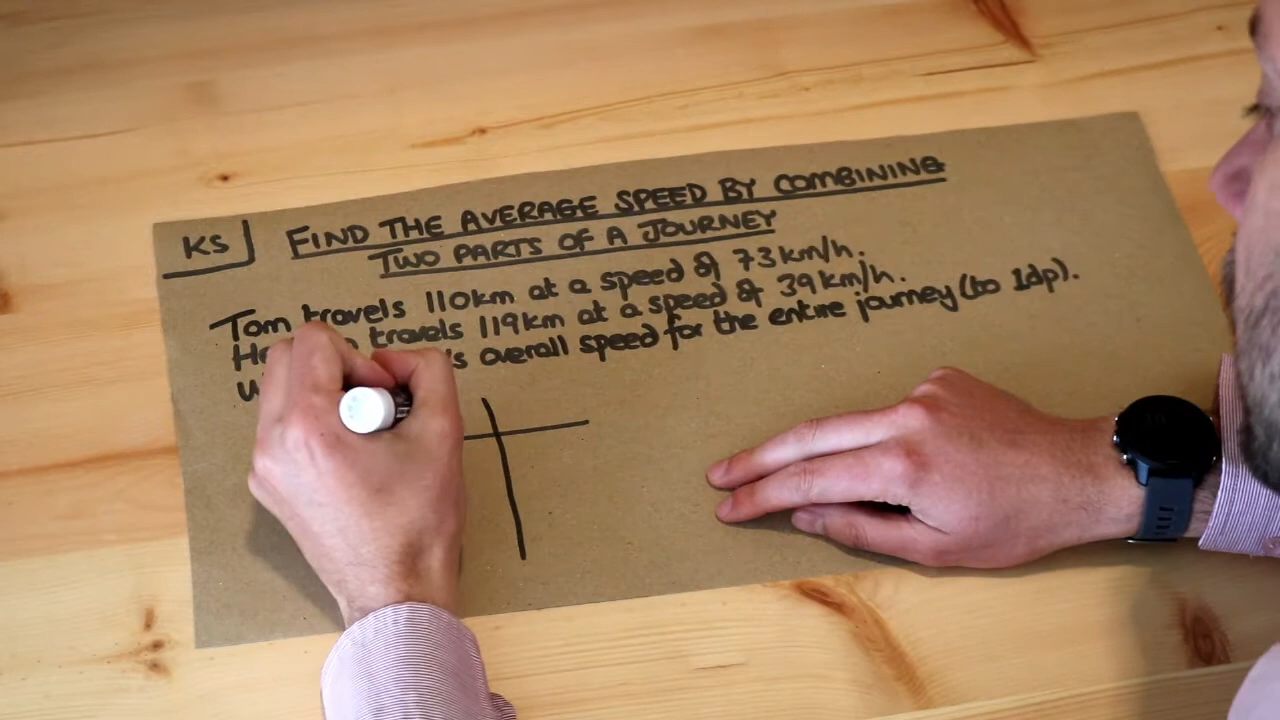 KS
FIND THE AVERAGE SPEED BY COMBINING
TWO PARTS OF A JOURNEY
Tom travels 110km at a speed of 73km/h.
travels 119km at a speed of 39km/h.
overall speed for the entire journey (to 1dp).